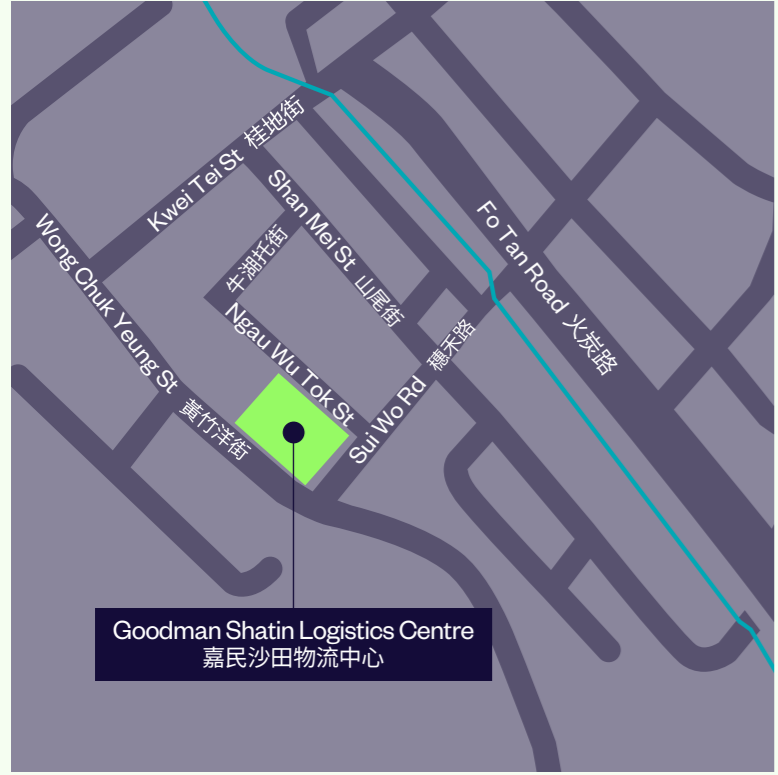 Kwei Tei St 桂地街
Shan Mei St 山尾街
牛湖托街
Ngau Wu Tok St
Wong Chuk Yeung St 黃竹洋街
Fo Tan Road 火炭路
Sui Wo Rd 穗禾路
Goodman Shatin Logistics Centre
嘉民沙田物流中心